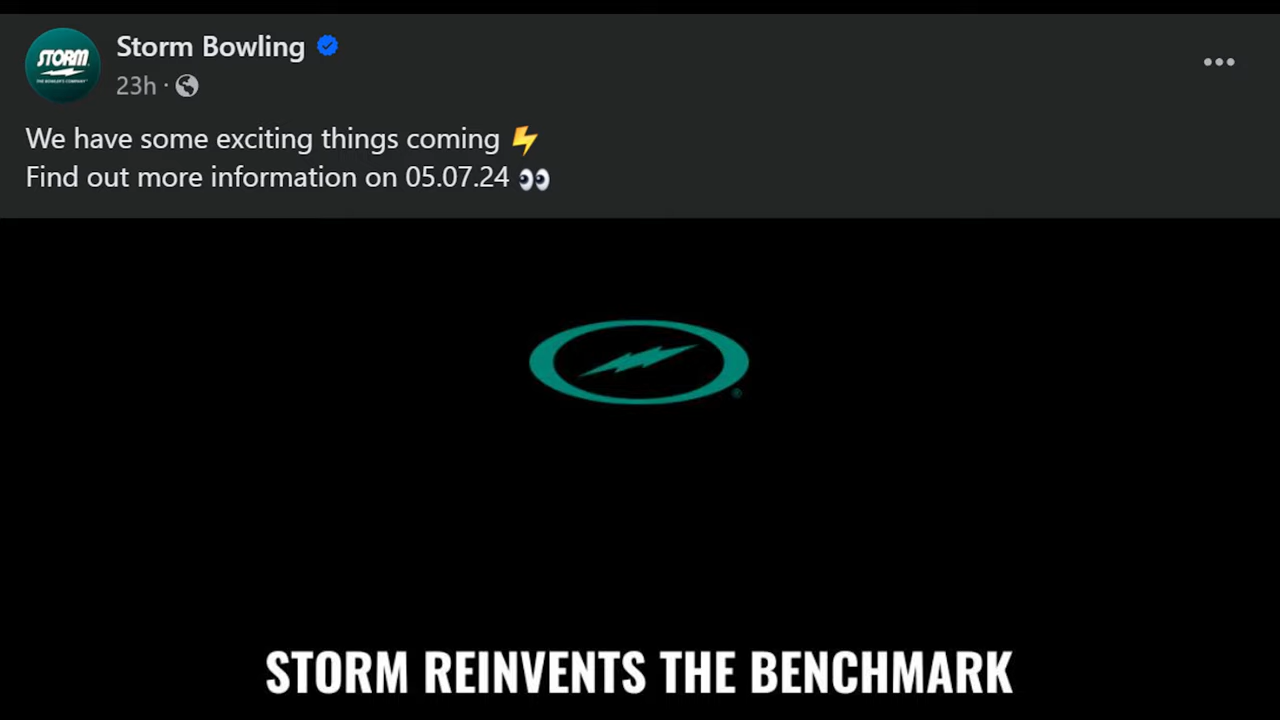 STORM
Storm Bowling
23h ·
We have some exciting things coming ⚡
Find out more information on 05.07.24 👀
STORM REINVENTS THE BENCHMARK